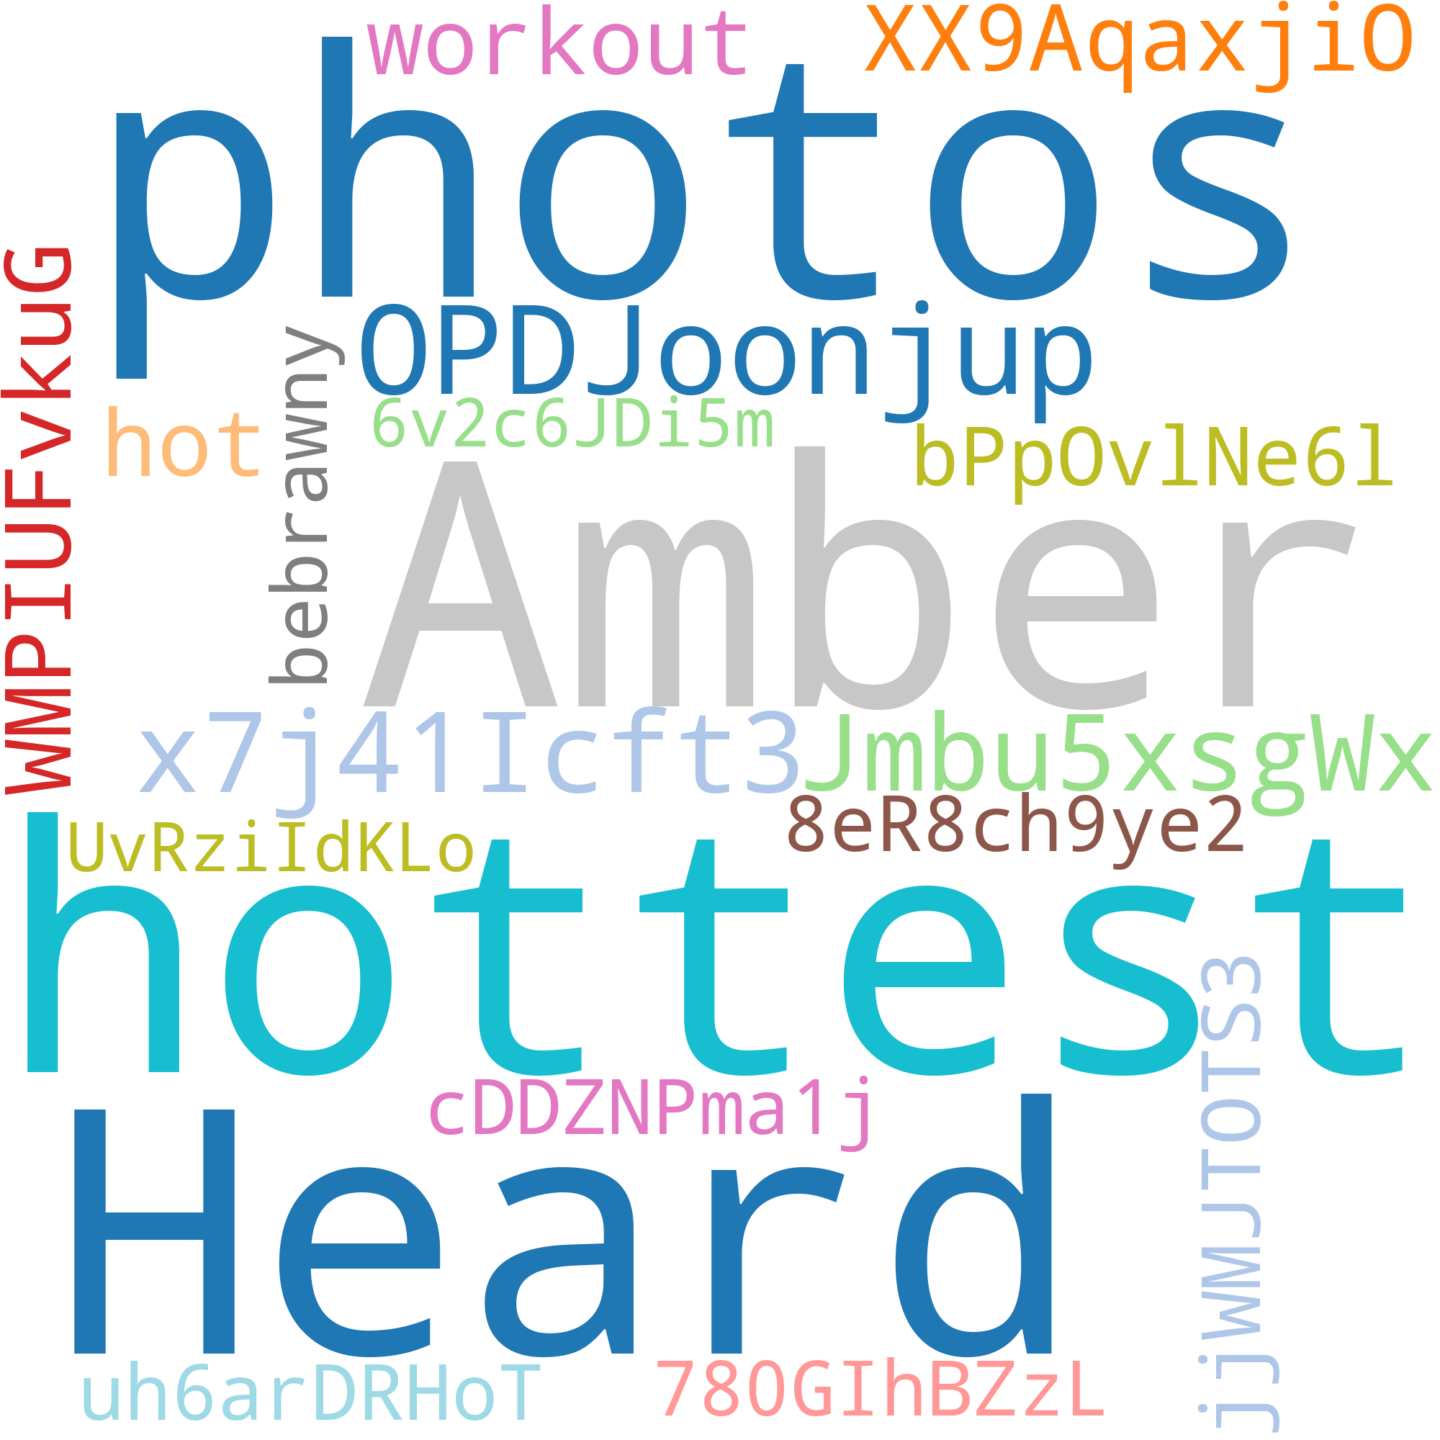 workout
XX9AqaxjiO
photos
WMPIUFvkuG
OPDJoonjup
bebrawny
hot
6v2c6JDi5m
bPpOvlNe6l
Amber
x7j41Icft3
Jmbu5xsgWx
UvRziIdKLo
8eR8ch9ye2
hottest
jjWMJTOTS3
cDDZNPma1j
Heard
uh6arDRHoT
78OGIhBZzL